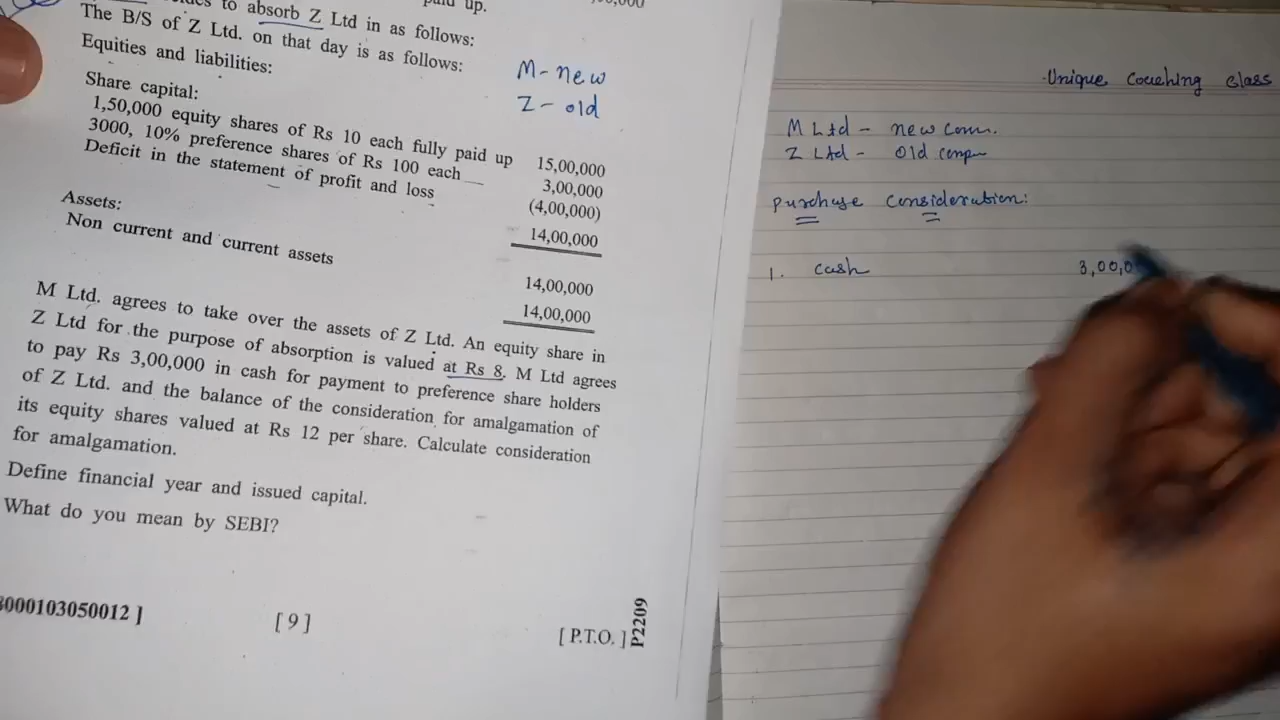 to absorb Z Ltd in as follows:
paid up.
The B/S of Z Ltd. on that day is as follows:
Equities and liabilities:
Share capital:
1,50,000 equity shares of Rs 10 each fully paid up 15,00,000
3000, 10% preference shares of Rs 100 each 3,00,000
Deficit in the statement of profit and loss (4,00,000)
14,00,000
Assets:
Non current and current assets 14,00,000
14,00,000
M Ltd. agrees to take over the assets of Z Ltd. An equity share in
Z Ltd for the purpose of absorption is valued at Rs 8. M Ltd agrees
to pay Rs 3,00,000 in cash for payment to preference share holders
of Z Ltd. and the balance of the consideration for amalgamation of
its equity shares valued at Rs 12 per share. Calculate consideration
for amalgamation.
Define financial year and issued capital.
What do you mean by SEBI?
000103050012 ]
[ 9 ]
[ P.T.O. ]
P2209
M - new
Z - old
Unique Couching Class
M Ltd - new com.
Z Ltd - old comp
purchase consideration:
1. cash 3,00,0